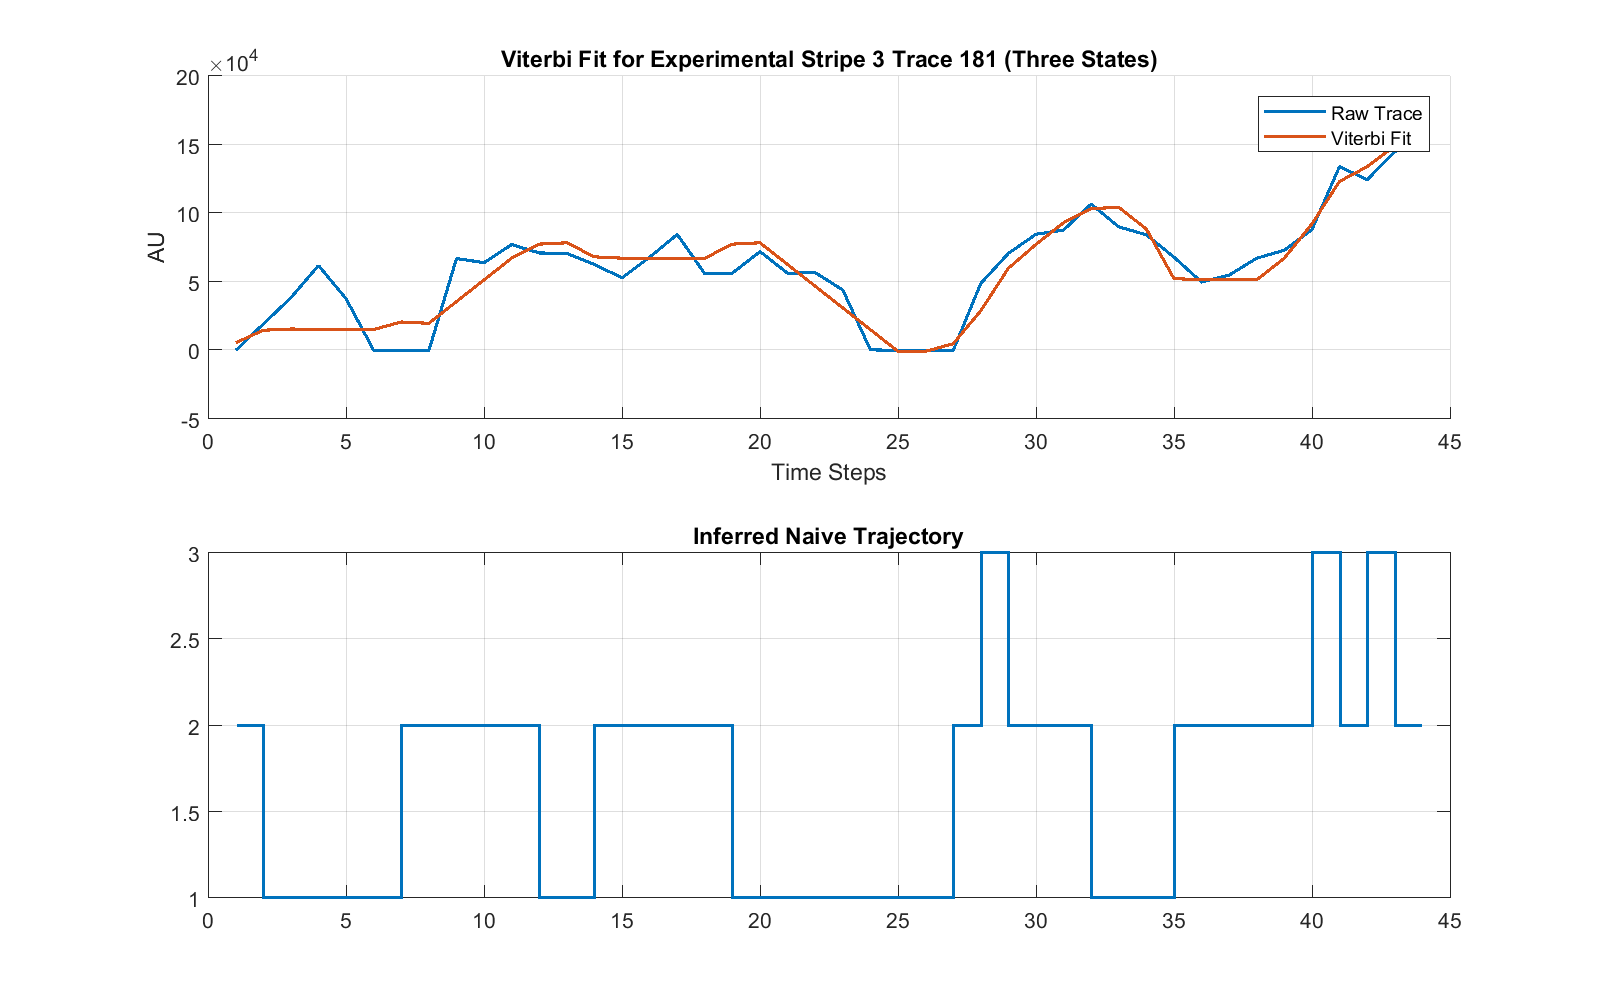 Viterbi Fit for Experimental Stripe 3 Trace 181 (Three States)
×10⁴
20
15
10
5
0
-5
AU
Raw Trace
Viterbi Fit
0 5 10 15 20 25 30 35 40 45
Time Steps
Inferred Naive Trajectory
3
2.5
2
1.5
1
0 5 10 15 20 25 30 35 40 45